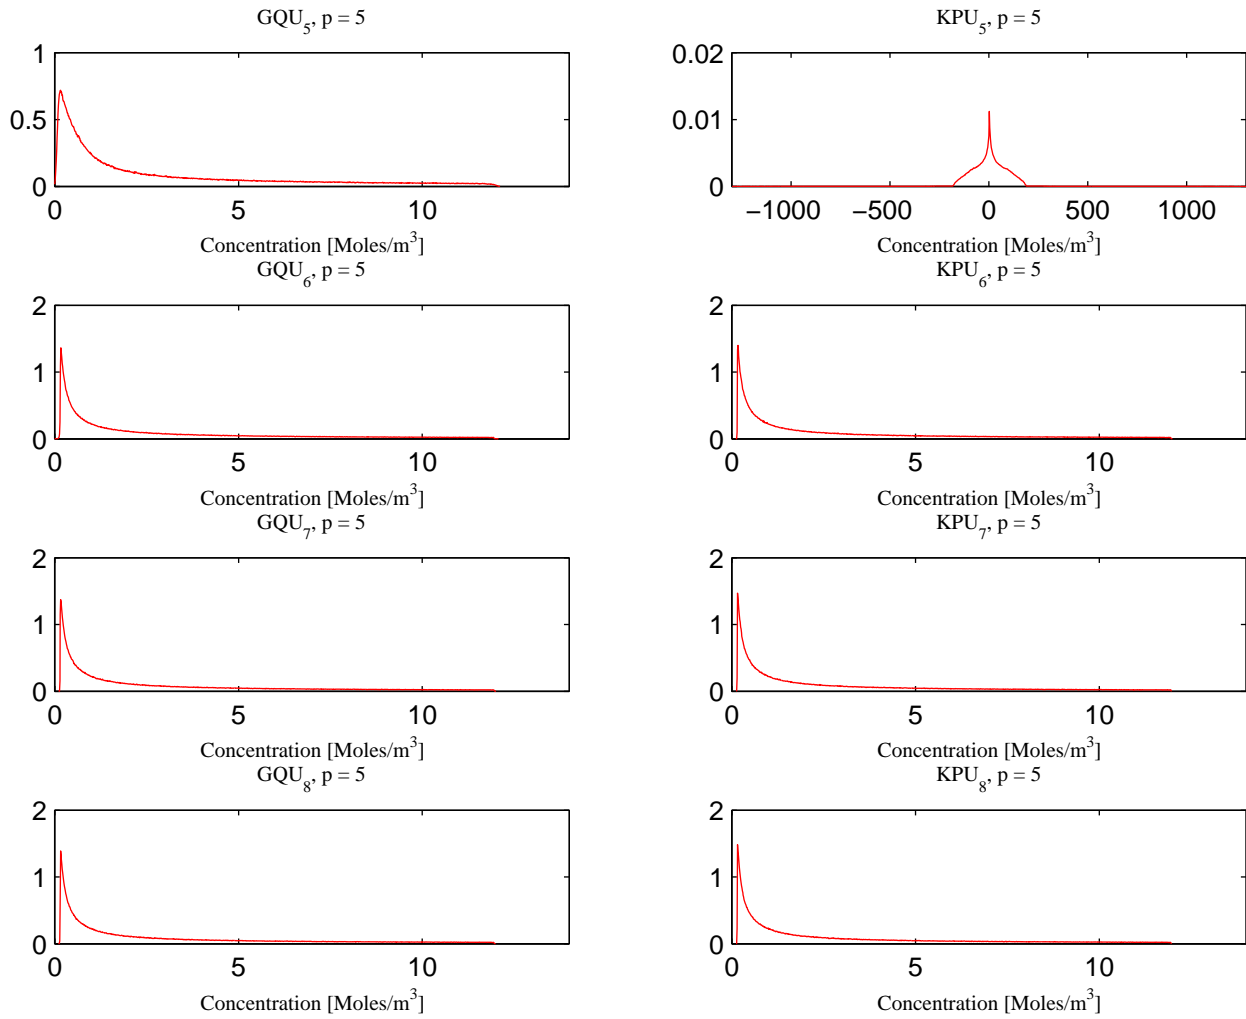 GQU5, p = 5
1
0.5
0
0 5 10
Concentration [Moles/m3]
KPU5, p = 5
0.02
0.01
0
−1000 −500 0 500 1000
Concentration [Moles/m3]
GQU6, p = 5
2
1
0
0 5 10
Concentration [Moles/m3]
KPU6, p = 5
2
1
0
0 5 10
Concentration [Moles/m3]
GQU7, p = 5
2
1
0
0 5 10
Concentration [Moles/m3]
KPU7, p = 5
2
1
0
0 5 10
Concentration [Moles/m3]
GQU8, p = 5
2
1
0
0 5 10
Concentration [Moles/m3]
KPU8, p = 5
2
1
0
0 5 10
Concentration [Moles/m3]